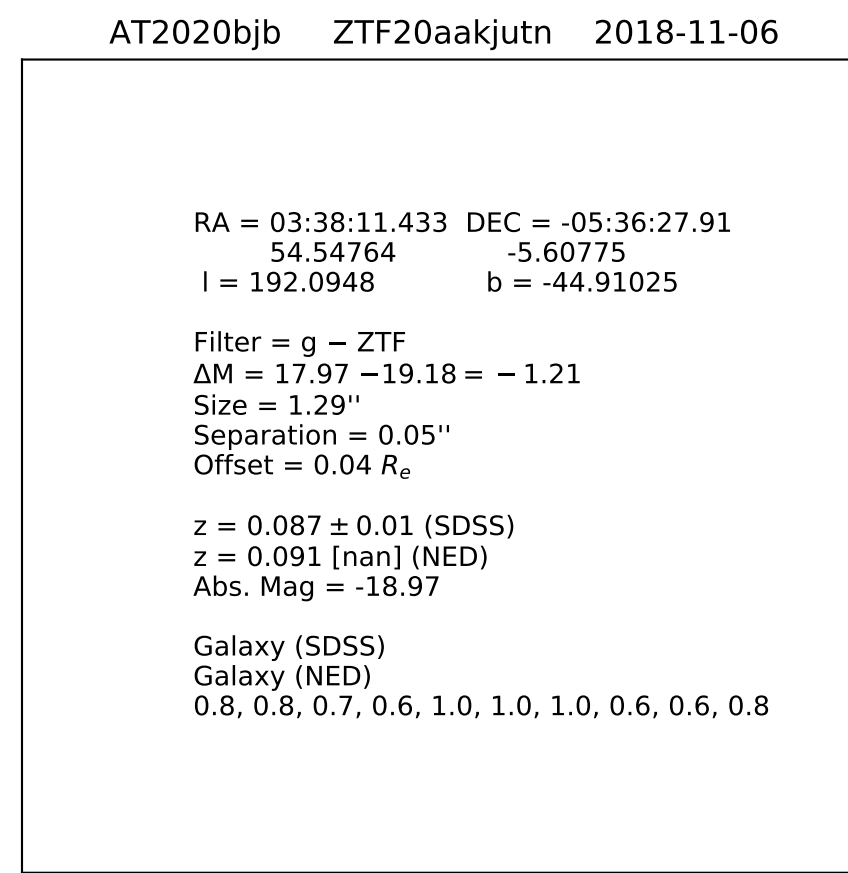 AT2020bjb ZTF20aakjutn 2018-11-06
RA = 03:38:11.433 DEC = -05:36:27.91
54.54764 -5.60775
l = 192.0948 b = -44.91025
Filter = g − ZTF
ΔM = 17.97 −19.18 = − 1.21
Size = 1.29''
Separation = 0.05''
Offset = 0.04 Rₑ
z = 0.087 ± 0.01 (SDSS)
z = 0.091 [nan] (NED)
Abs. Mag = -18.97
Galaxy (SDSS)
Galaxy (NED)
0.8, 0.8, 0.7, 0.6, 1.0, 1.0, 1.0, 0.6, 0.6, 0.8